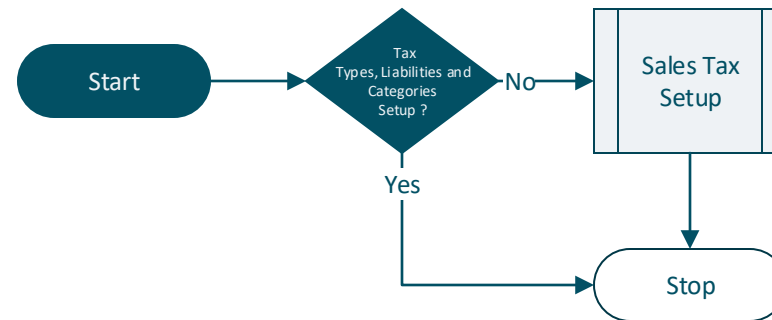 Start
Tax
Types, Liabilities and
Categories
Setup ?
No
Sales Tax
Setup
Yes
Stop